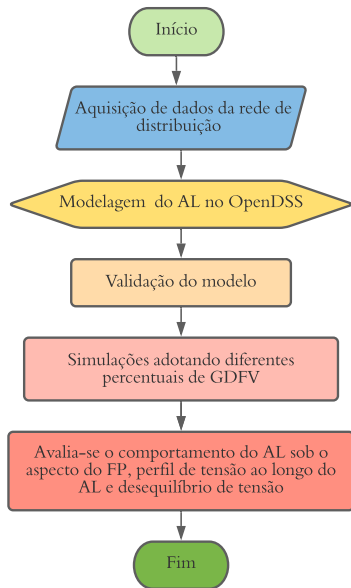 Início
Aquisição de dados da rede de
distribuição
Modelagem do AL no OpenDSS
Validação do modelo
Simulações adotando diferentes
percentuais de GDFV
Avalia-se o comportamento do AL sob o
aspecto do FP, perfil de tensão ao longo do
AL e desequilíbrio de tensão
Fim